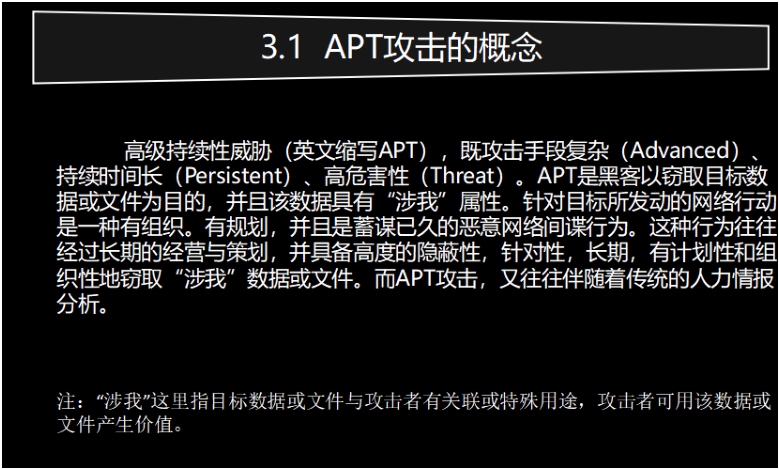 3.1 APT攻击的概念
高级持续性威胁（英文缩写APT），既攻击手段复杂（Advanced）、
持续时间长（Persistent）、高危害性（Threat）。APT是黑客以窃取目标数
据或文件为目的，并且该数据具有“涉我”属性。针对目标所发动的网络行动
是一种有组织。有规划，并且是蓄谋已久的恶意网络间谍行为。这种行为往往
经过长期的经营与策划，并具备高度的隐蔽性，针对性，长期，有计划性和组
织性地窃取“涉我”数据或文件。而APT攻击，又往往伴随着传统的人力情报
分析。
注：“涉我”这里指目标数据或文件与攻击者有关联或特殊用途，攻击者可用该数据或
文件产生价值。